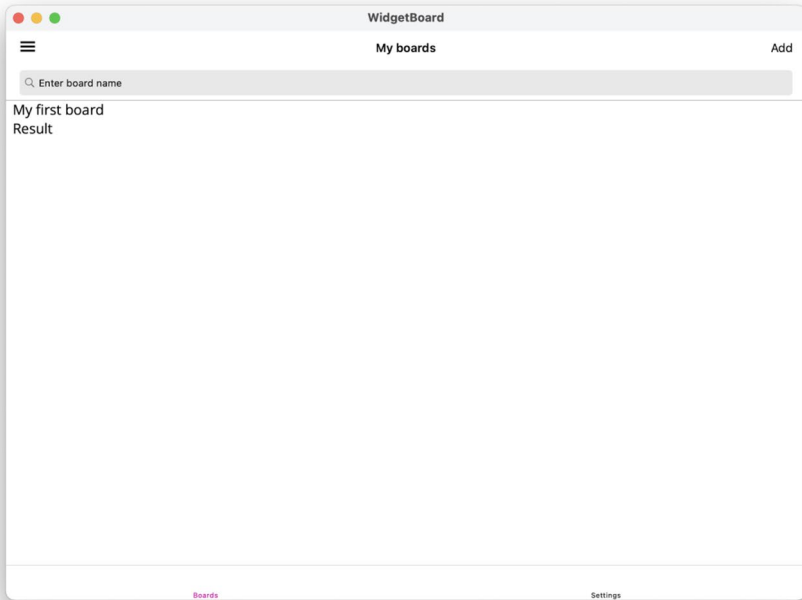 WidgetBoard
My boards
Add
Enter board name
My first board
Result
Boards
Settings